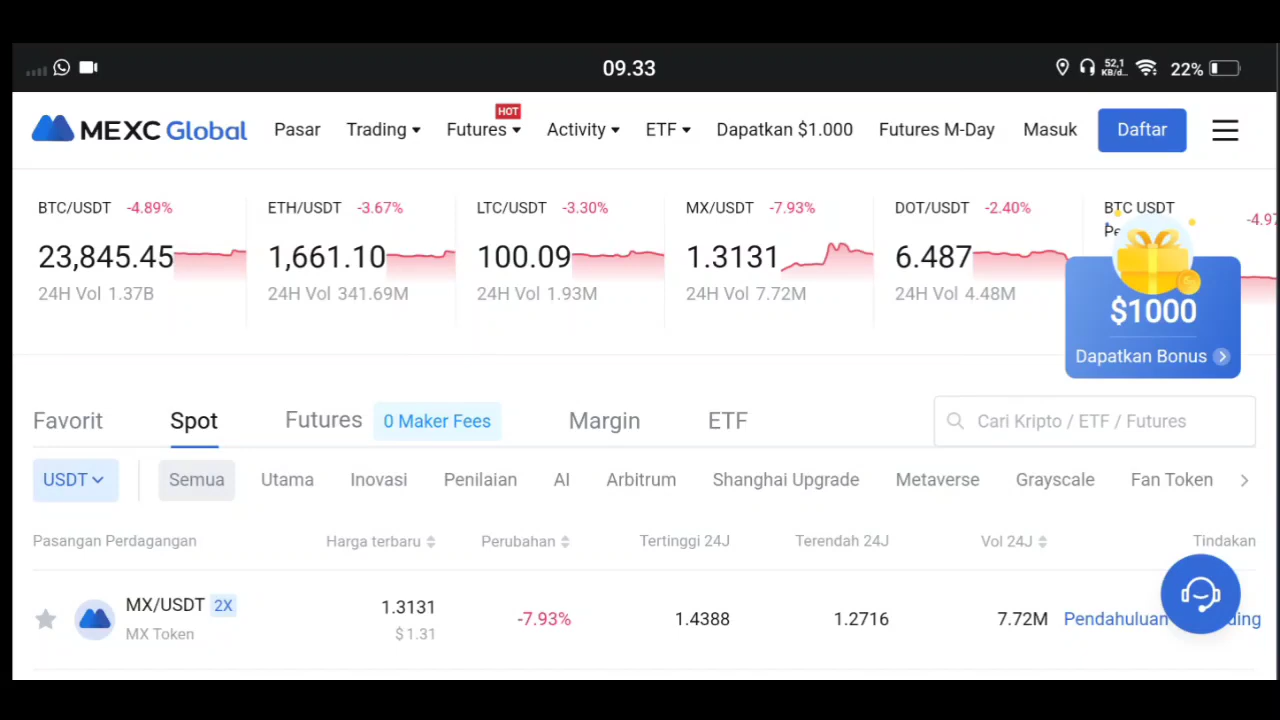 09.33
52,1
KB/d...
22%
MEXC Global
Pasar
Trading
Futures
HOT
Activity
ETF
Dapatkan $1.000
Futures M-Day
Masuk
Daftar
BTC/USDT -4.89%
23,845.45
24H Vol 1.37B
ETH/USDT -3.67%
1,661.10
24H Vol 341.69M
LTC/USDT -3.30%
100.09
24H Vol 1.93M
MX/USDT -7.93%
1.3131
24H Vol 7.72M
DOT/USDT -2.40%
6.487
24H Vol 4.48M
BTC USDT
-4.97
$1000
Dapatkan Bonus
Favorit
Spot
Futures
0 Maker Fees
Margin
ETF
Cari Kripto / ETF / Futures
USDT
Semua
Utama
Inovasi
Penilaian
AI
Arbitrum
Shanghai Upgrade
Metaverse
Grayscale
Fan Token
Pasangan Perdagangan
Harga terbaru
Perubahan
Tertinggi 24J
Terendah 24J
Vol 24J
Tindakan
MX/USDT 2X
MX Token
1.3131
$ 1.31
-7.93%
1.4388
1.2716
7.72M
Pendahuluan